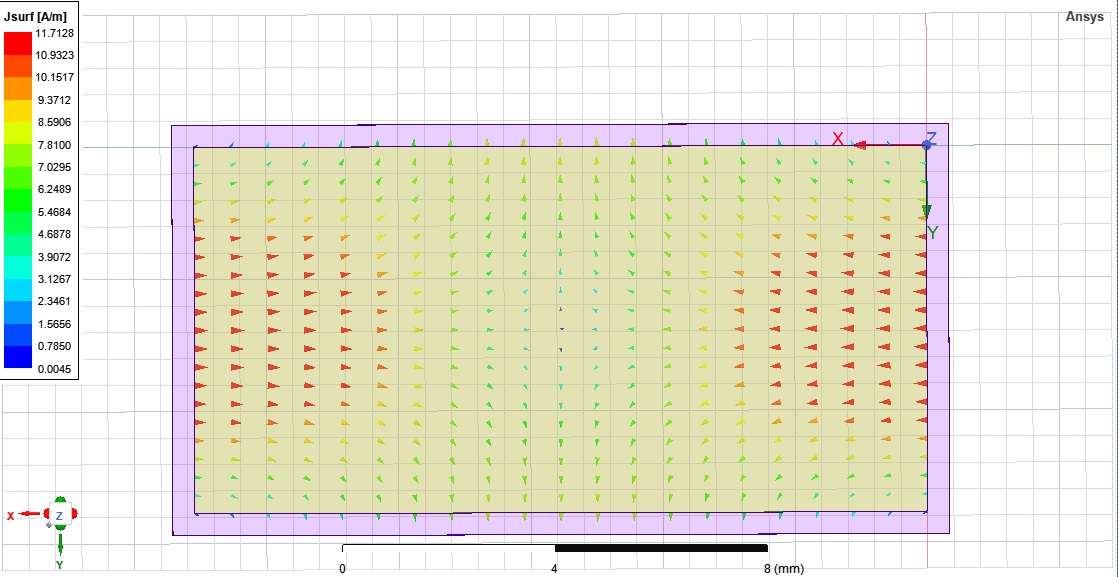 Jsurf [A/m]
11.7128
10.9323
10.1517
9.3712
8.5906
7.8100
7.0295
6.2489
5.4684
4.6878
3.9072
3.1267
2.3461
1.5656
0.7850
0.0045
Ansys
X
Z
Y
X
Z
Y
0
4
8 (mm)